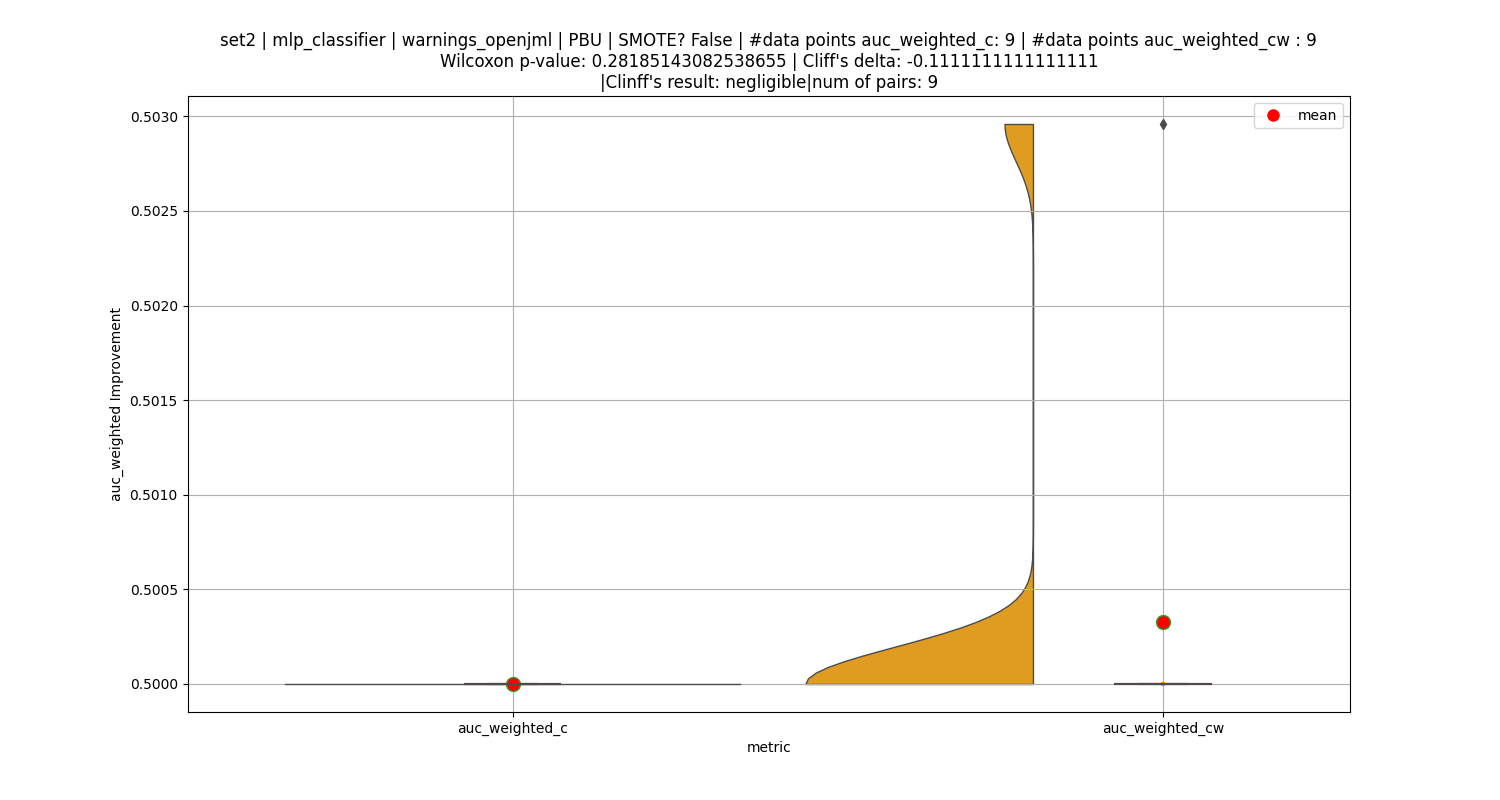 set2 | mlp_classifier | warnings_openjml | PBU | SMOTE? False | #data points auc_weighted_c: 9 | #data points auc_weighted_cw : 9
Wilcoxon p-value: 0.28185143082538655 | Cliff's delta: -0.1111111111111111
|Clinff's result: negligible|num of pairs: 9
mean
0.5030
0.5025
0.5020
0.5015
0.5010
0.5005
0.5000
auc_weighted Improvement
auc_weighted_c
auc_weighted_cw
metric